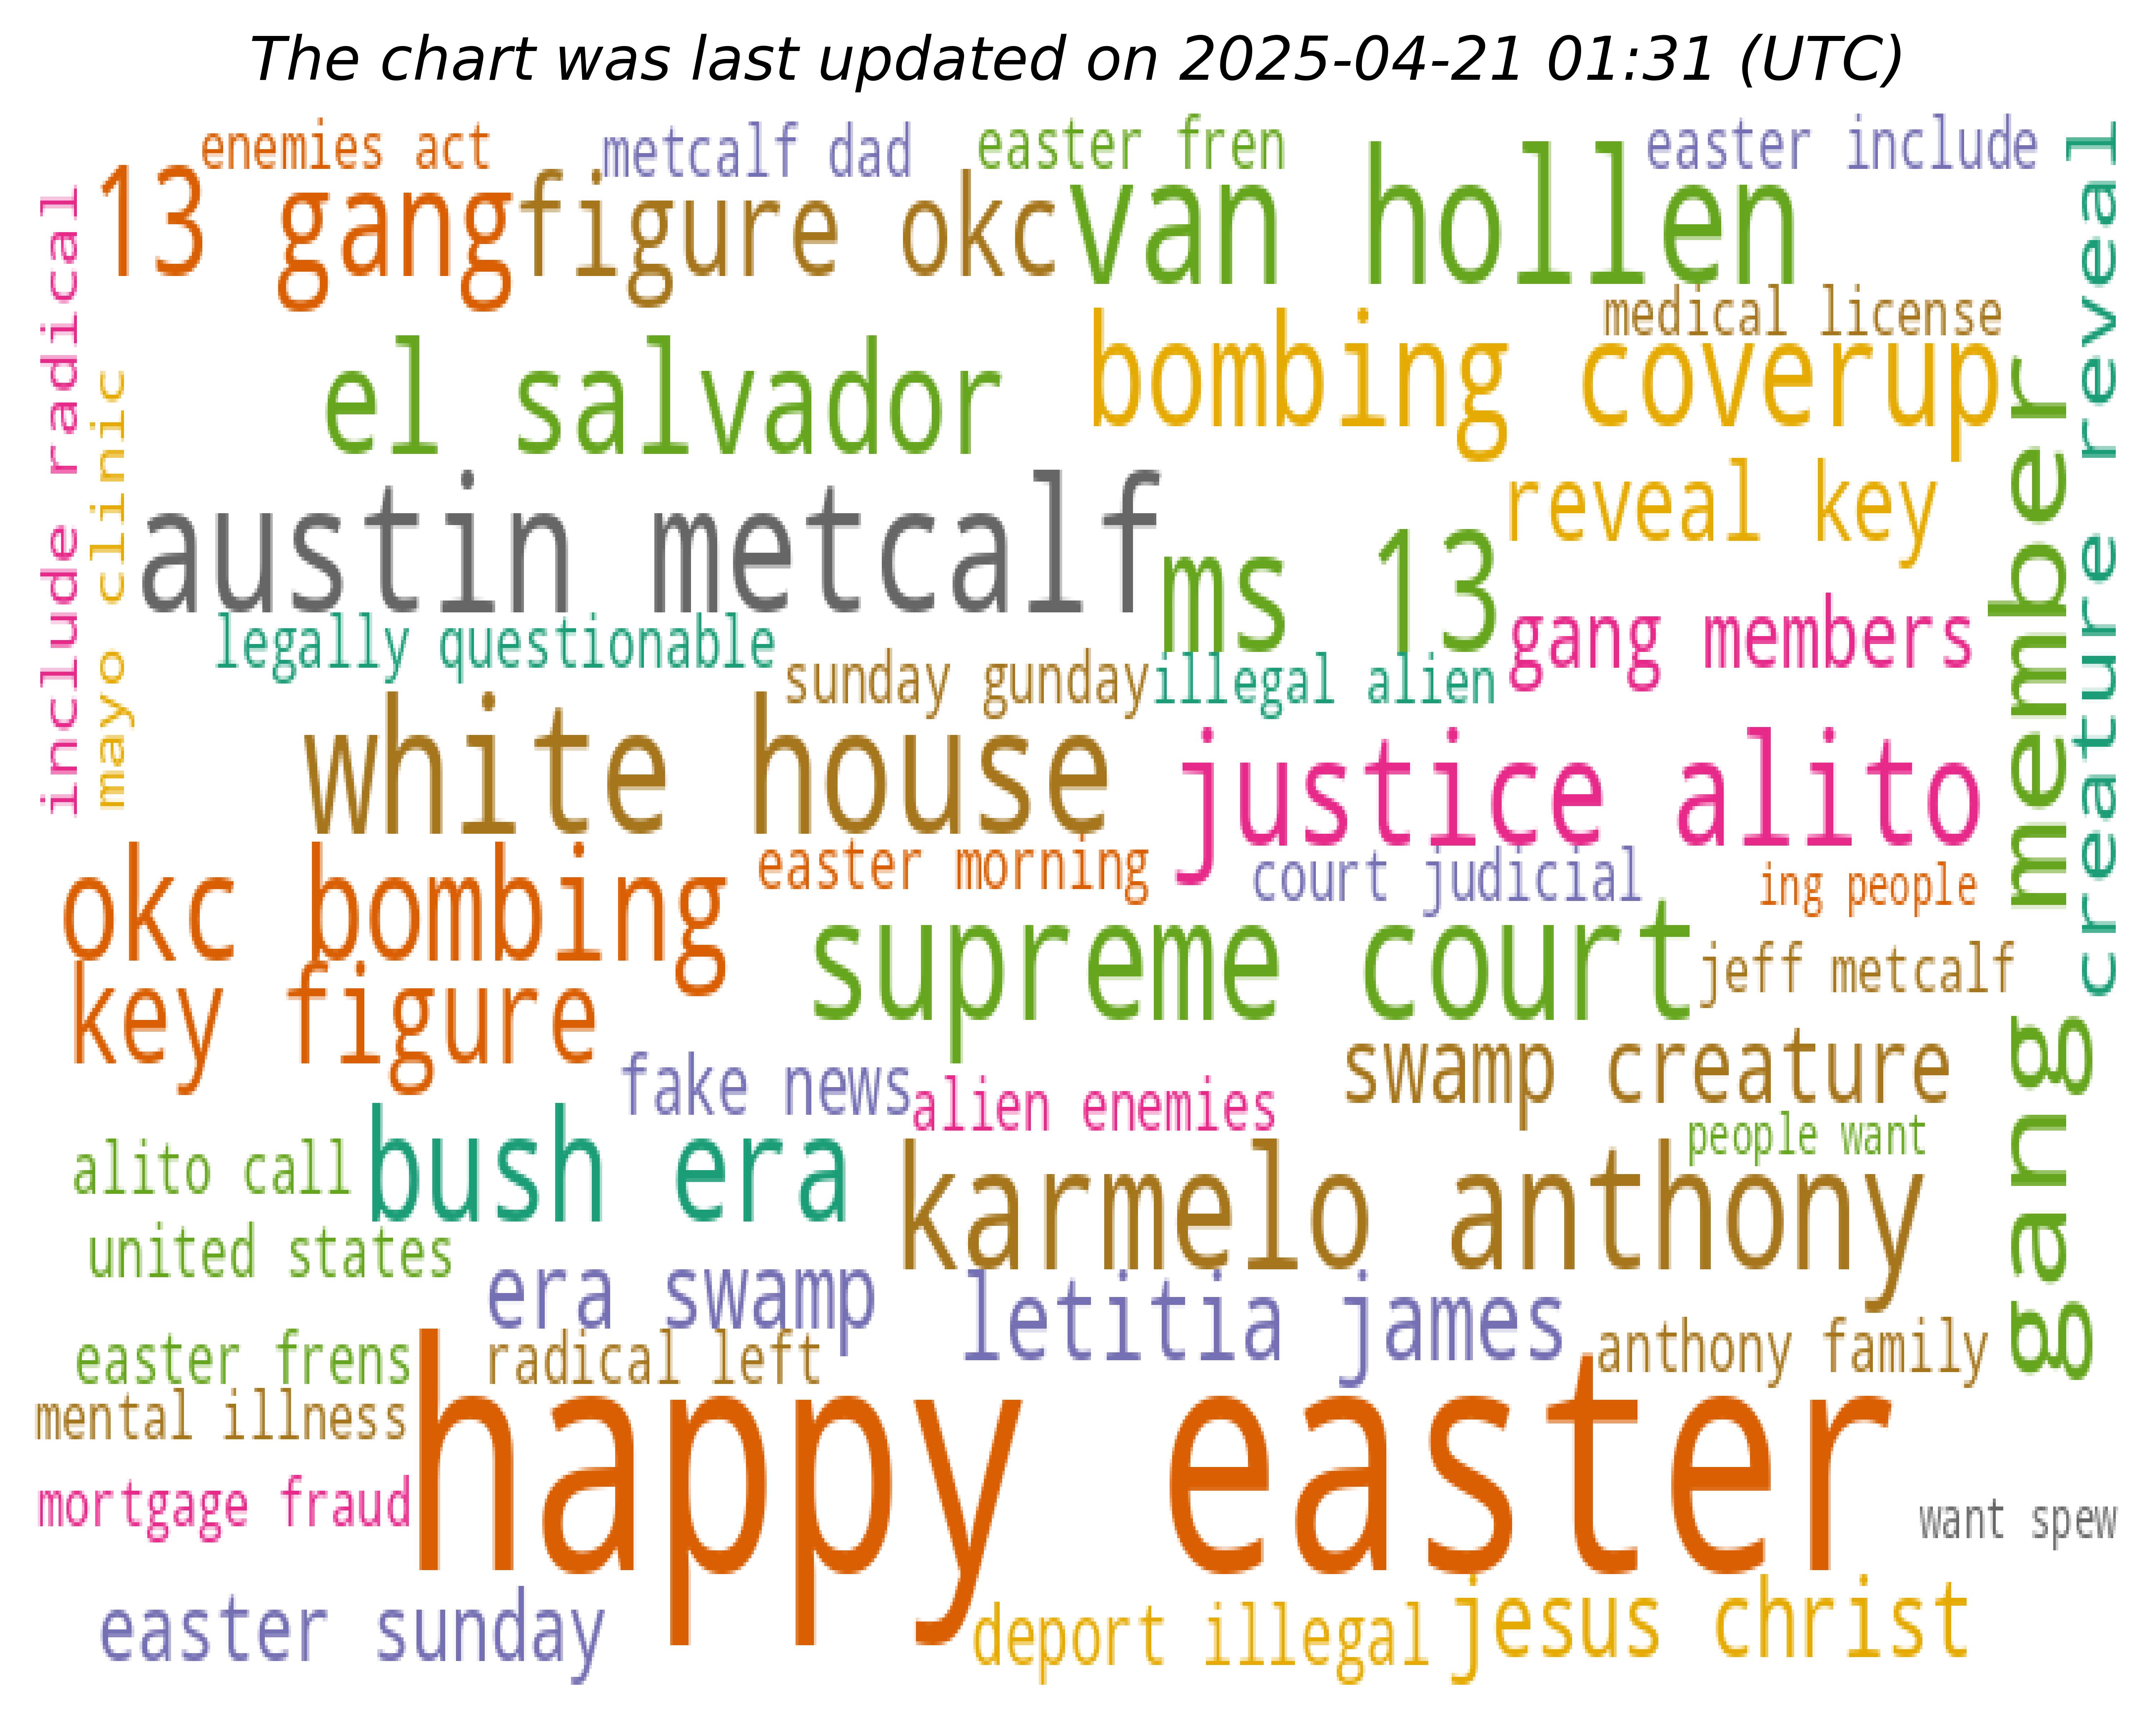 The chart was last updated on 2025-04-21 01:31 (UTC)
enemies act
metcalf dad
easter fren
easter include
13 gang
figure okc
van hollen
include radical
creature reveal
medical license
el salvador
bombing coverup
mayo clinic
gang member
austin metcalf
reveal key
ms 13
gang members
legally questionable
sunday gunday
illegal alien
white house
justice alito
okc bombing
easter morning
court judicial
ing people
supreme court
jeff metcalf
key figure
swamp creature
fake news
alien enemies
people want
alito call
bush era
karmelo anthony
united states
era swamp
letitia james
easter frens
radical left
anthony family
mental illness
happy easter
mortgage fraud
want spew
easter sunday
deport illegal
jesus christ